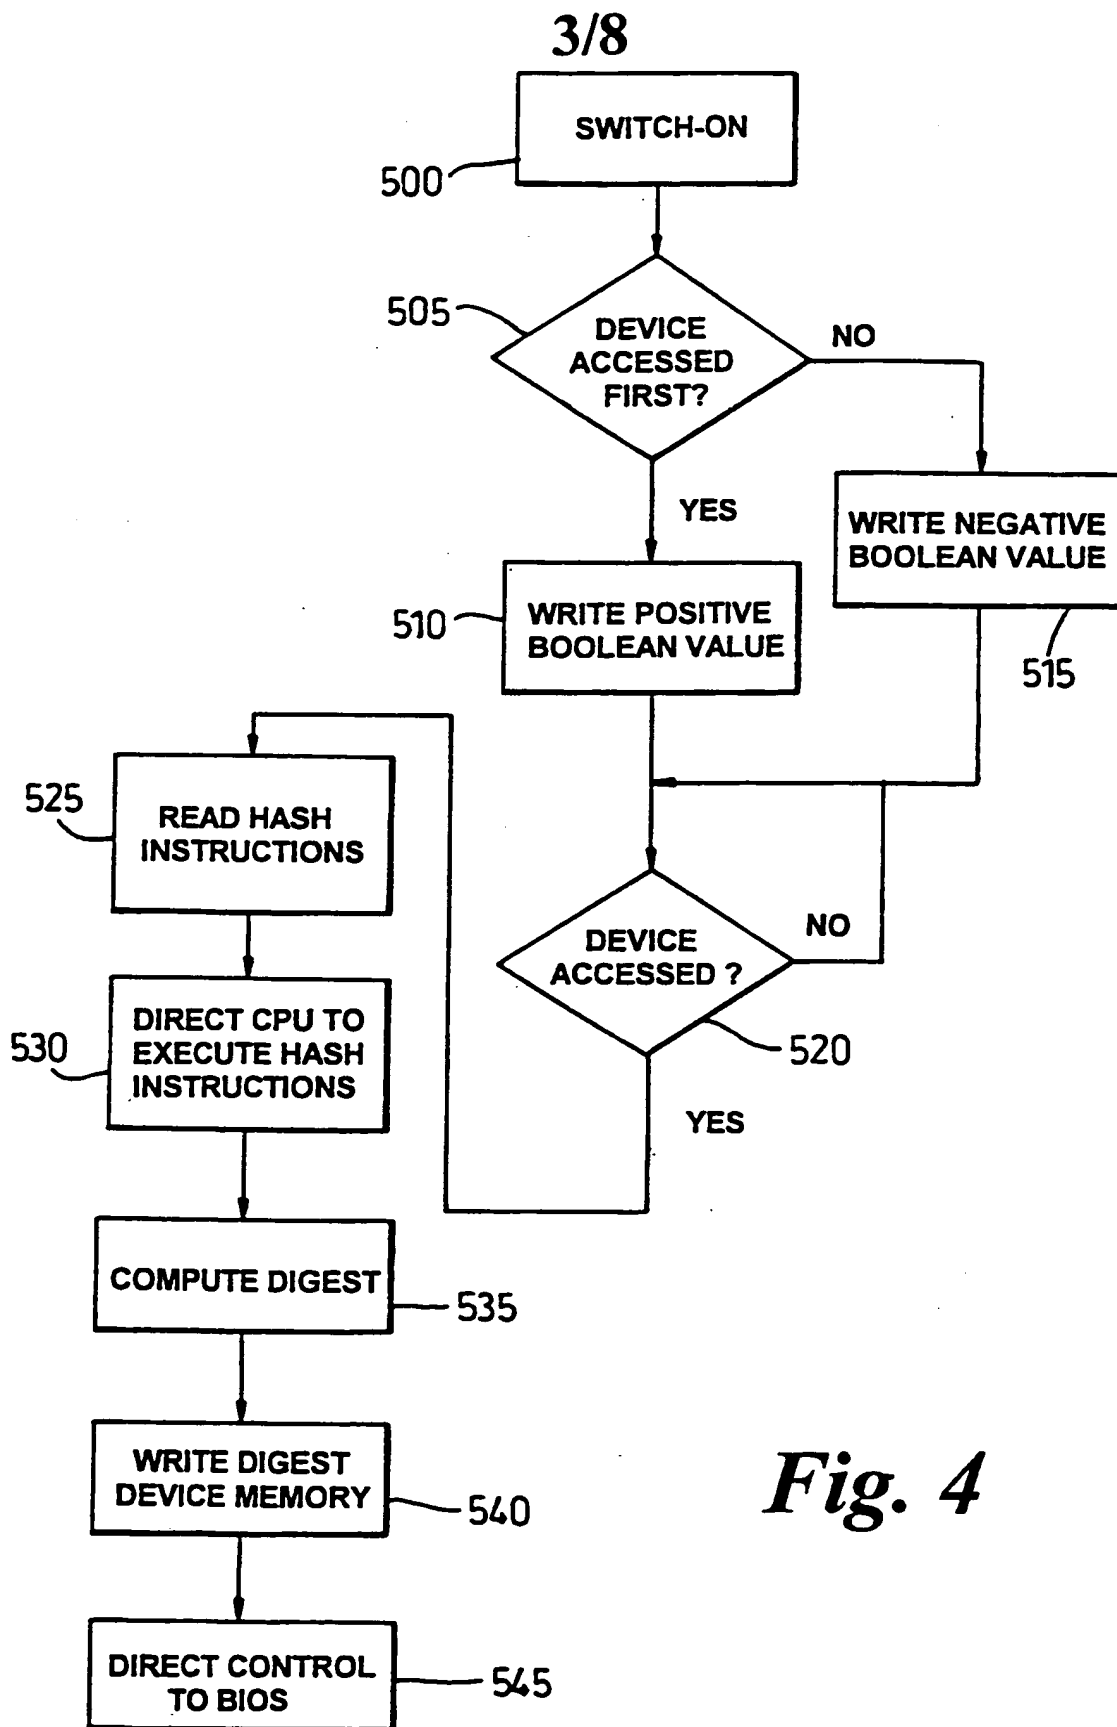 3/8
SWITCH-ON
500
505
DEVICE
ACCESSED
FIRST?
NO
YES
WRITE NEGATIVE
BOOLEAN VALUE
515
510
WRITE POSITIVE
BOOLEAN VALUE
DEVICE
ACCESSED ?
NO
520
YES
525
READ HASH
INSTRUCTIONS
530
DIRECT CPU TO
EXECUTE HASH
INSTRUCTIONS
COMPUTE DIGEST
535
WRITE DIGEST
DEVICE MEMORY
540
DIRECT CONTROL
TO BIOS
545
Fig. 4